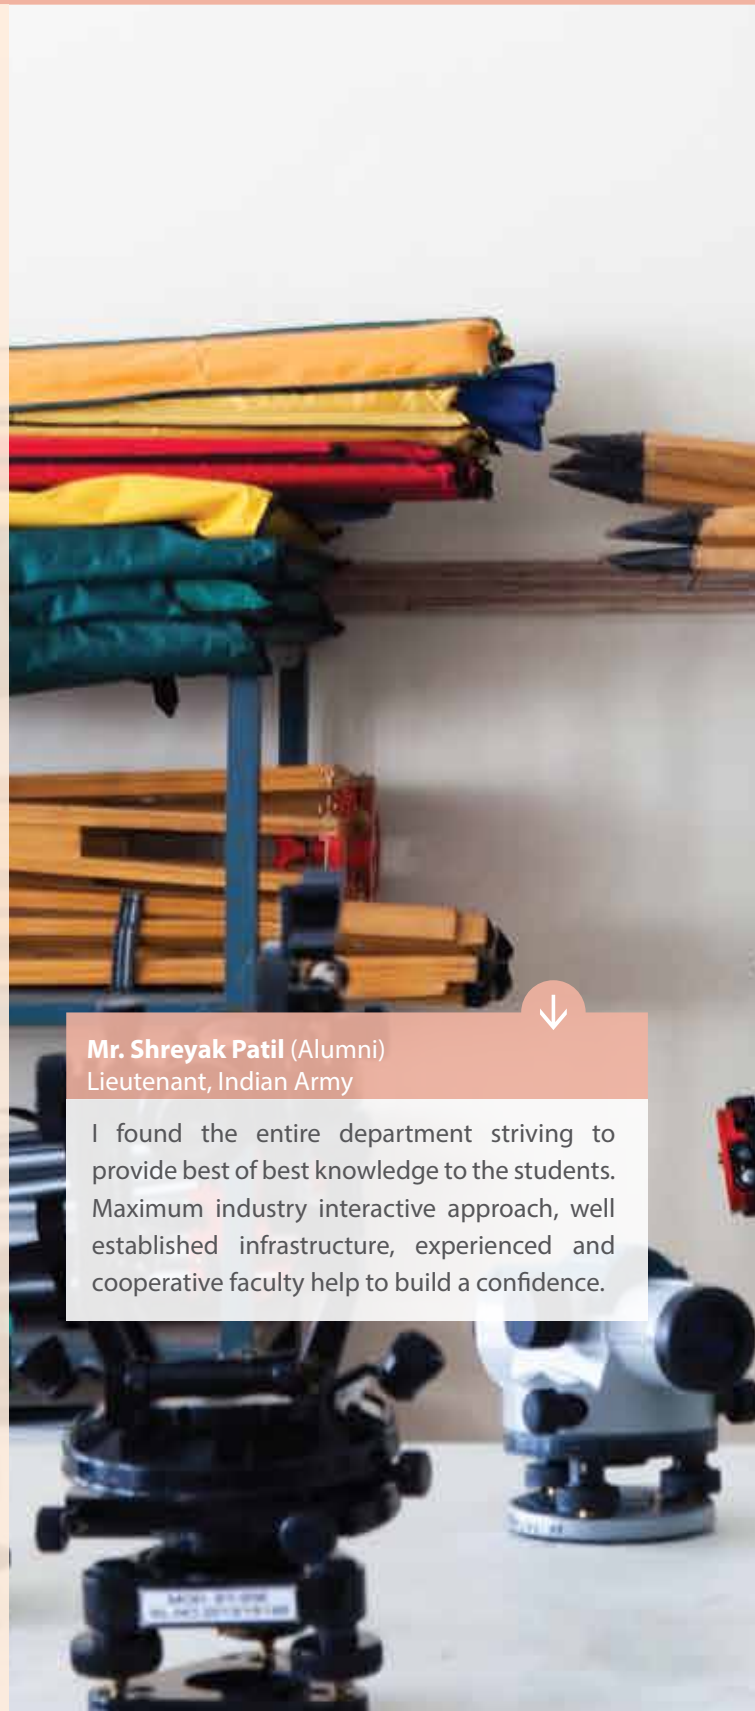 Mr. Shreyak Patil (Alumni)
Lieutenant, Indian Army
I found the entire department striving to
provide best of best knowledge to the students.
Maximum industry interactive approach, well
established infrastructure, experienced and
cooperative faculty help to build a confidence.